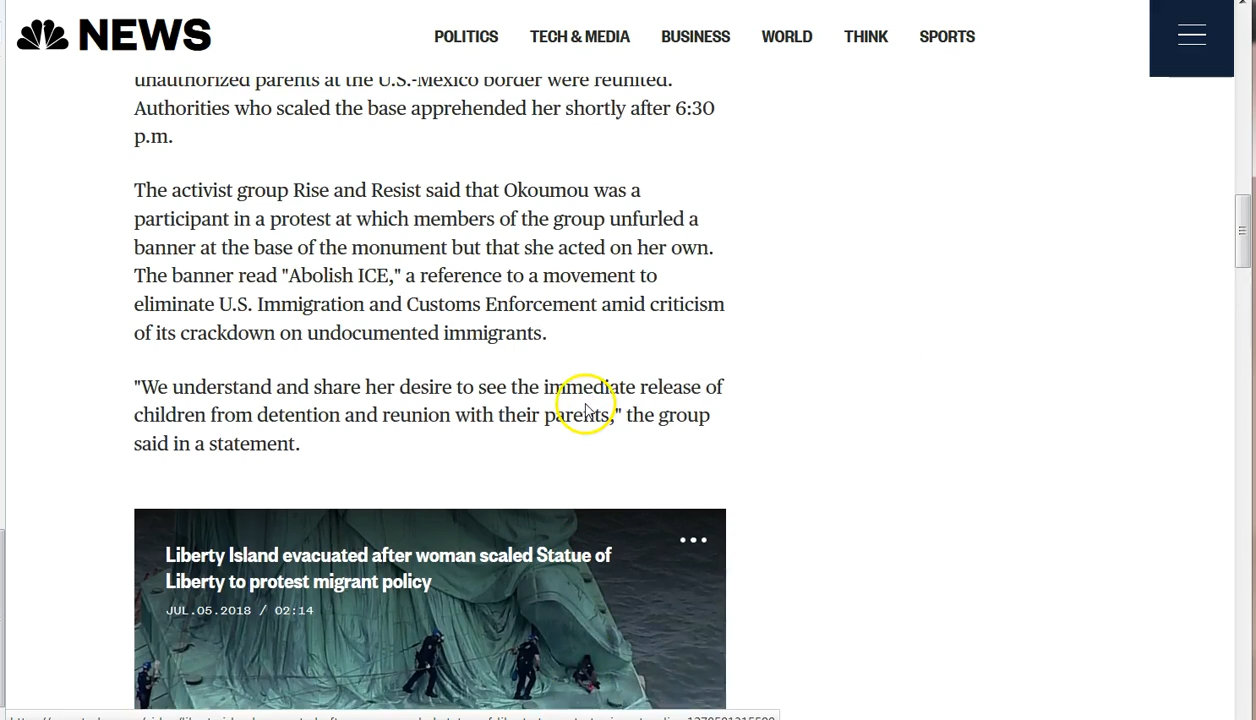 NEWS
POLITICS TECH & MEDIA BUSINESS WORLD THINK SPORTS
unauthorized parents at the U.S.-Mexico border were reunited.
Authorities who scaled the base apprehended her shortly after 6:30
p.m.
The activist group Rise and Resist said that Okoumou was a
participant in a protest at which members of the group unfurled a
banner at the base of the monument but that she acted on her own.
The banner read "Abolish ICE," a reference to a movement to
eliminate U.S. Immigration and Customs Enforcement amid criticism
of its crackdown on undocumented immigrants.
"We understand and share her desire to see the immediate release of
children from detention and reunion with their parents," the group
said in a statement.
Liberty Island evacuated after woman scaled Statue of
Liberty to protest migrant policy
JUL.05.2018 / 02:14